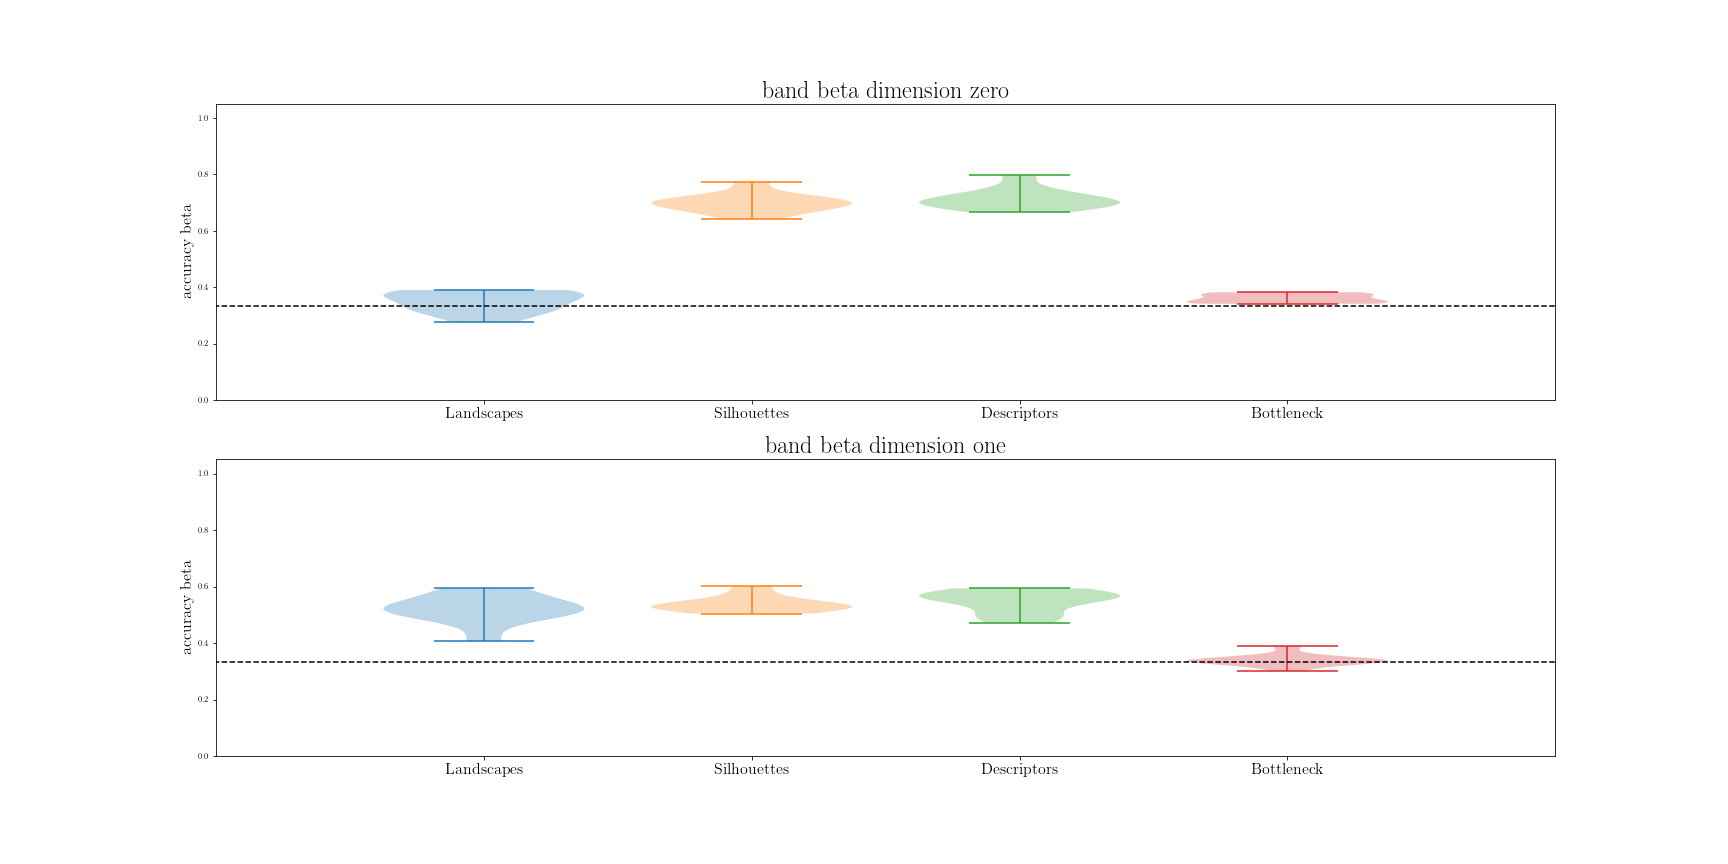 band beta dimension zero
accuracy beta
1.0
0.8
0.6
0.4
0.2
0.0
Landscapes Silhouettes Descriptors Bottleneck
band beta dimension one
accuracy beta
1.0
0.8
0.6
0.4
0.2
0.0
Landscapes Silhouettes Descriptors Bottleneck